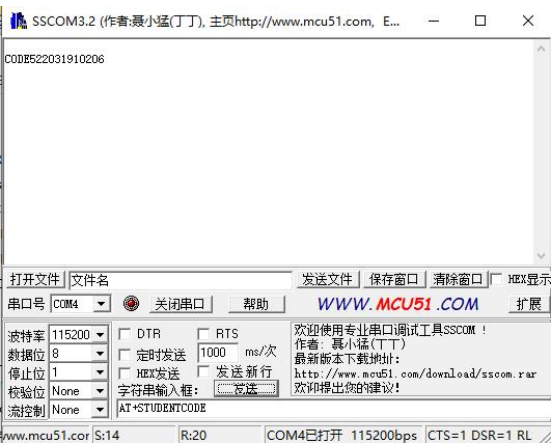 SSCOM3.2 (作者:聂小猛(丁丁), 主页http://www.mcu51.com, E...
CODE522031910206
打开文件 文件名 发送文件 保存窗口 清除窗口 HEX显示
串口号 COM4 关闭串口 帮助 WWW.MCU51.COM 扩展
波特率 115200 DTR RTS
数据位 8 定时发送 1000 ms/次
停止位 1 HEX发送 发送新行
校验位 None 字符串输入框: 发送
流控制 None AT+STUDENTCODE
欢迎使用专业串口调试工具SSCOM !
作者: 聂小猛(丁丁)
最新版本下载地址:
http://www.mcu51.com/download/sscom.rar
欢迎提出您的建议!
www.mcu51.cor S:14 R:20 COM4已打开 115200bps CTS=1 DSR=1 RL